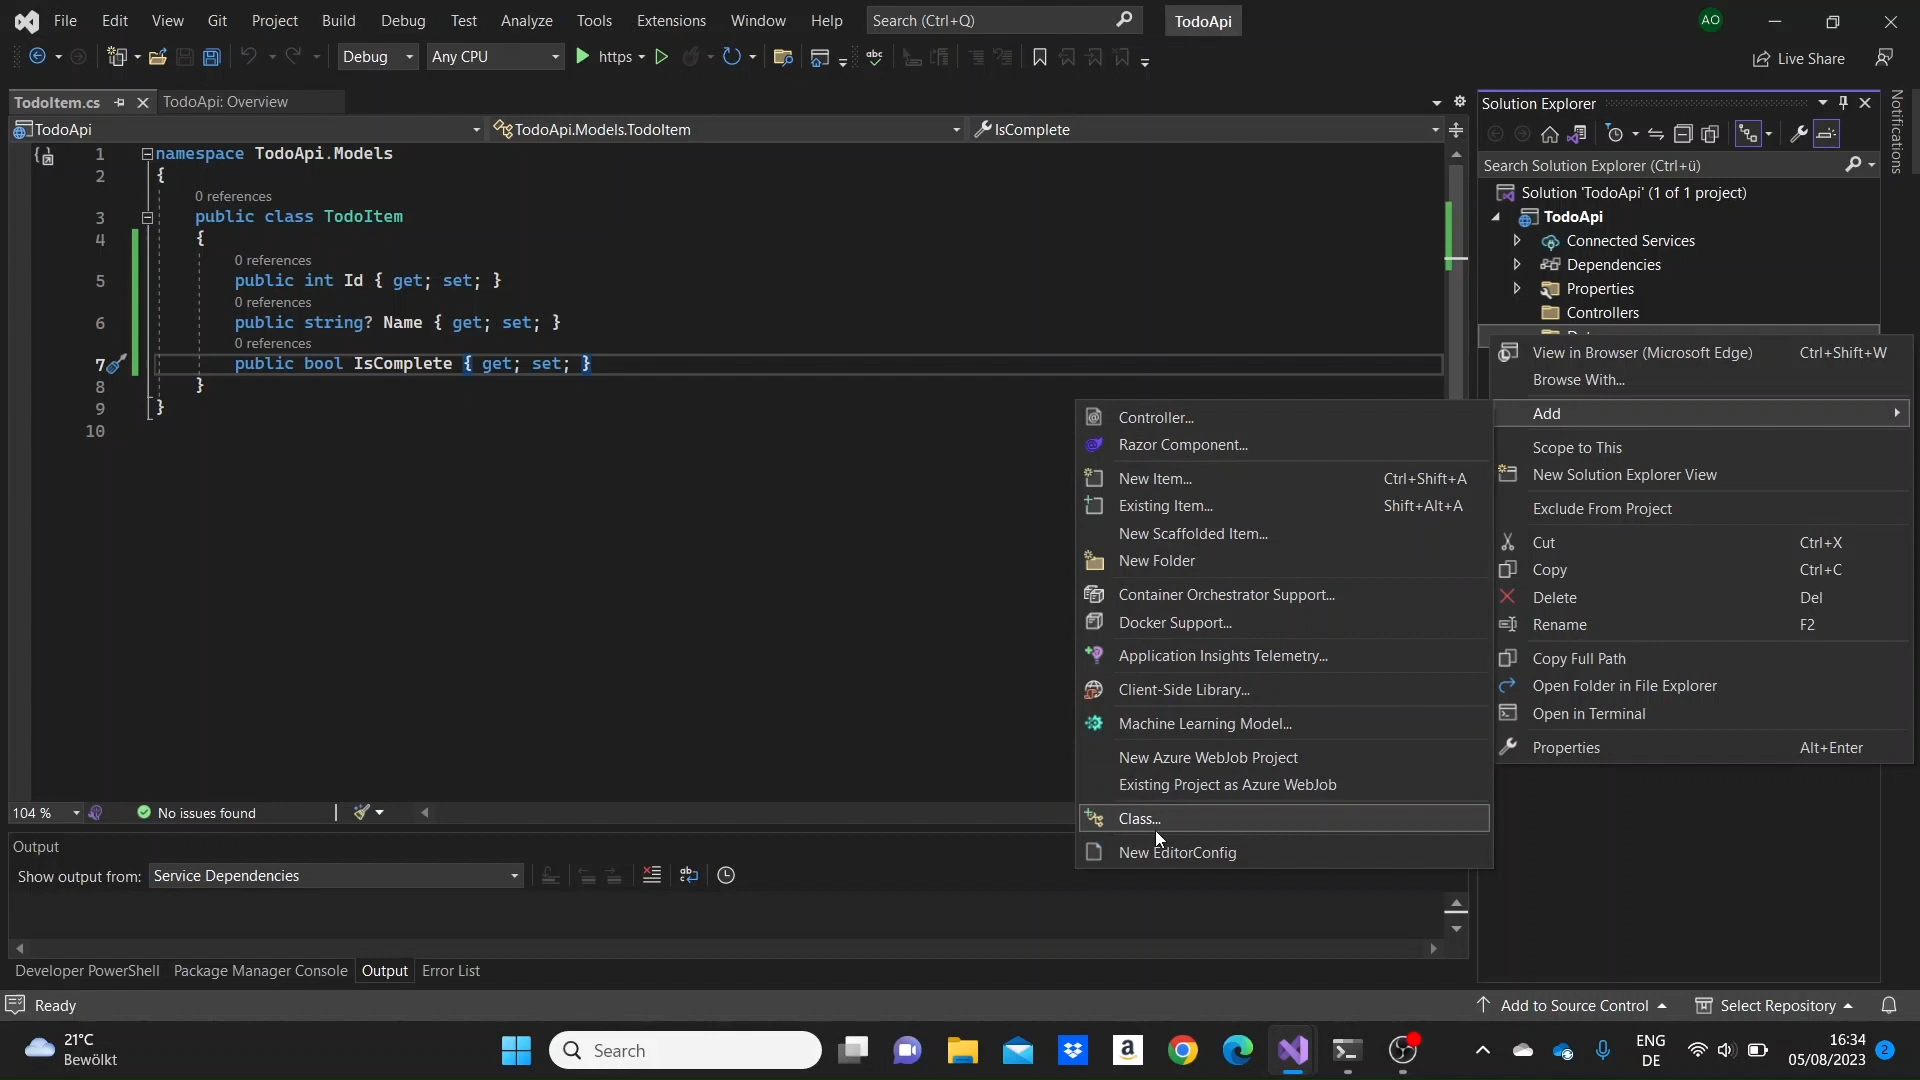 File Edit View Git Project Build Debug Test Analyze Tools Extensions Window Help Search (Ctrl+Q) TodoApi AO
Debug Any CPU https Live Share
TodoItem.cs TodoApi: Overview
TodoApi TodoApi.Models.TodoItem IsComplete
1 namespace TodoApi.Models
2 {
0 references
3 public class TodoItem
4 {
0 references
5 public int Id { get; set; }
0 references
6 public string? Name { get; set; }
0 references
7 public bool IsComplete { get; set; }
8 }
9 }
10
104 % No issues found
Output
Show output from: Service Dependencies
Developer PowerShell Package Manager Console Output Error List
Solution Explorer
Notifications
Search Solution Explorer (Ctrl+ü)
Solution 'TodoApi' (1 of 1 project)
TodoApi
Connected Services
Dependencies
Properties
Controllers
View in Browser (Microsoft Edge) Ctrl+Shift+W
Browse With...
Add
Scope to This
New Solution Explorer View
Exclude From Project
Cut Ctrl+X
Copy Ctrl+C
Delete Del
Rename F2
Copy Full Path
Open Folder in File Explorer
Open in Terminal
Properties Alt+Enter
Controller...
Razor Component...
New Item... Ctrl+Shift+A
Existing Item... Shift+Alt+A
New Scaffolded Item...
New Folder
Container Orchestrator Support...
Docker Support...
Application Insights Telemetry...
Client-Side Library...
Machine Learning Model...
New Azure WebJob Project
Existing Project as Azure WebJob
Class...
New EditorConfig
Ready Add to Source Control Select Repository
21°C
Bewölkt
Search
a
ENG
DE
16:34
05/08/2023
2